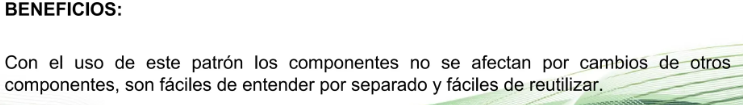 BENEFICIOS:
Con el uso de este patrón los componentes no se afectan por cambios de otros
componentes, son fáciles de entender por separado y fáciles de reutilizar.